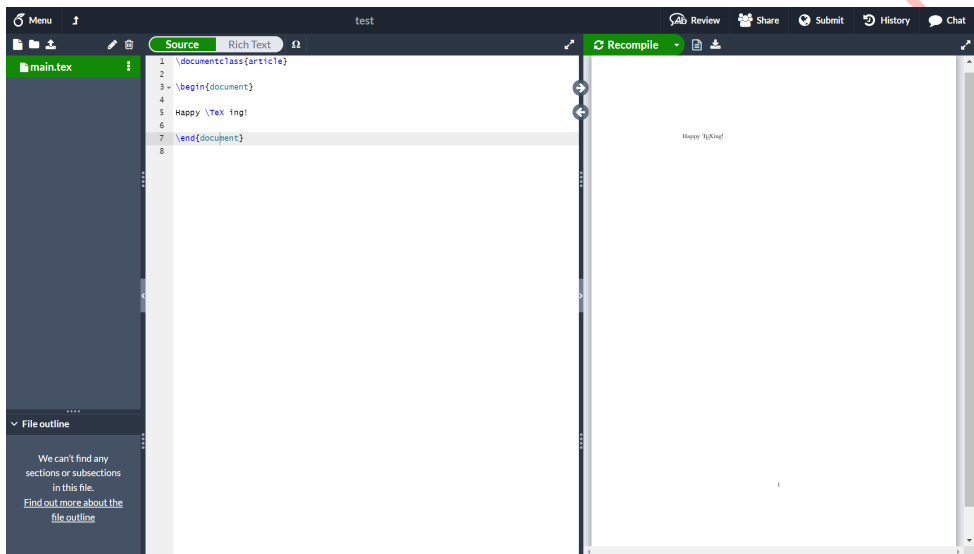 Menu
test
Review
Share
Submit
History
Chat
Source
Rich Text
Ω
Recompile
main.tex
1 \documentclass{article}
2
3 \begin{document}
4
5 Happy \TeX ing!
6
7 \end{document}
8
Happy TEXing!
1
File outline
We can't find any
sections or subsections
in this file.
Find out more about the
file outline